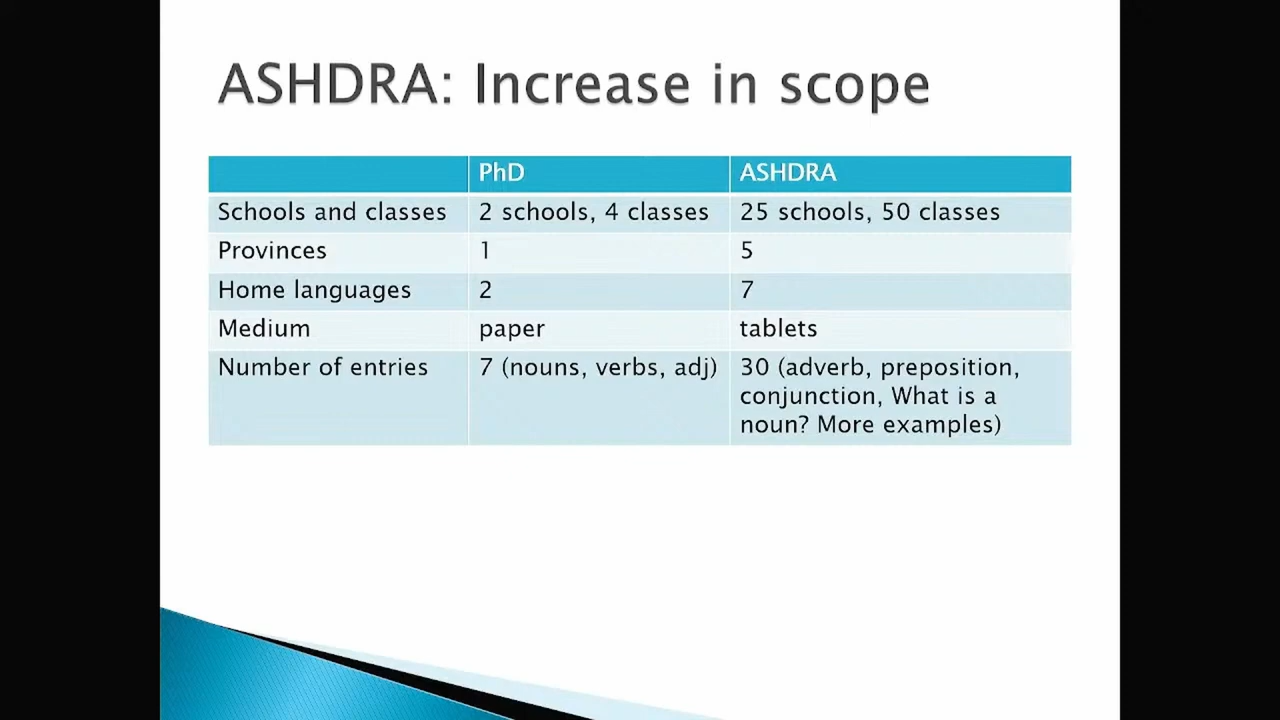 ASHDRA: Increase in scope
PhD ASHDRA
Schools and classes 2 schools, 4 classes 25 schools, 50 classes
Provinces 1 5
Home languages 2 7
Medium paper tablets
Number of entries 7 (nouns, verbs, adj) 30 (adverb, preposition,
conjunction, What is a
noun? More examples)